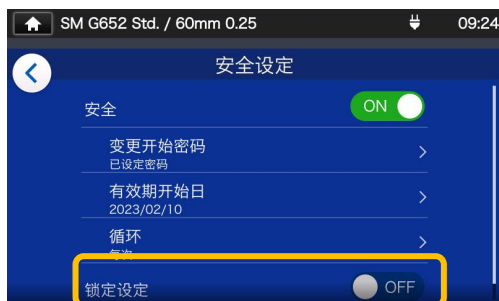 SM G652 Std. / 60mm 0.25
09:24
安全设定
安全
ON
变更开始密码
已设定密码
有效期开始日
2023/02/10
循环
每次
锁定设定
OFF